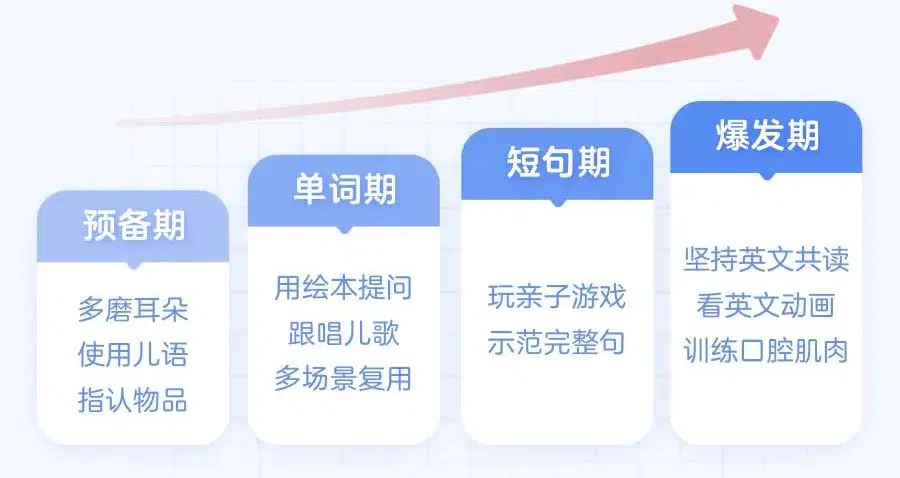 预备期
多磨耳朵
使用儿语
指认物品
单词期
用绘本提问
跟唱儿歌
多场景复用
短句期
玩亲子游戏
示范完整句
爆发期
坚持英文共读
看英文动画
训练口腔肌肉